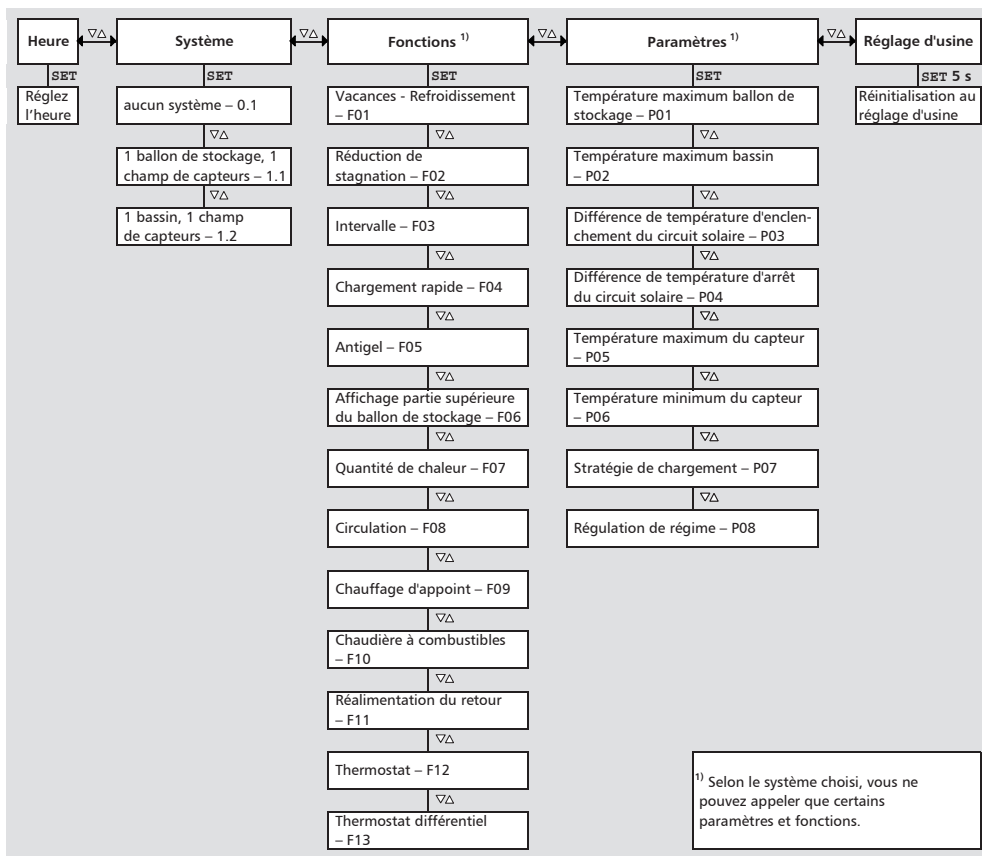 Heure
▽△
Système
▽△
Fonctions 1)
▽△
Paramètres 1)
▽△
Réglage d'usine
SET
Réglez
l'heure
SET
aucun système – 0.1
▽△
1 ballon de stockage, 1
champ de capteurs – 1.1
▽△
1 bassin, 1 champ
de capteurs – 1.2
SET
Vacances - Refroidissement
– F01
▽△
Réduction de
stagnation – F02
▽△
Intervalle – F03
▽△
Chargement rapide – F04
▽△
Antigel – F05
▽△
Affichage partie supérieure
du ballon de stockage – F06
▽△
Quantité de chaleur – F07
▽△
Circulation – F08
▽△
Chauffage d'appoint – F09
▽△
Chaudière à combustibles
– F10
▽△
Réalimentation du retour
– F11
▽△
Thermostat – F12
▽△
Thermostat différentiel
– F13
SET
Température maximum ballon de
stockage – P01
▽△
Température maximum bassin
– P02
▽△
Différence de température d'enclen-
chement du circuit solaire – P03
▽△
Différence de température d'arrêt
du circuit solaire – P04
▽△
Température maximum du capteur
– P05
▽△
Température minimum du capteur
– P06
▽△
Stratégie de chargement – P07
▽△
Régulation de régime – P08
SET 5 s
Réinitialisation au
réglage d'usine
1) Selon le système choisi, vous ne
pouvez appeler que certains
paramètres et fonctions.